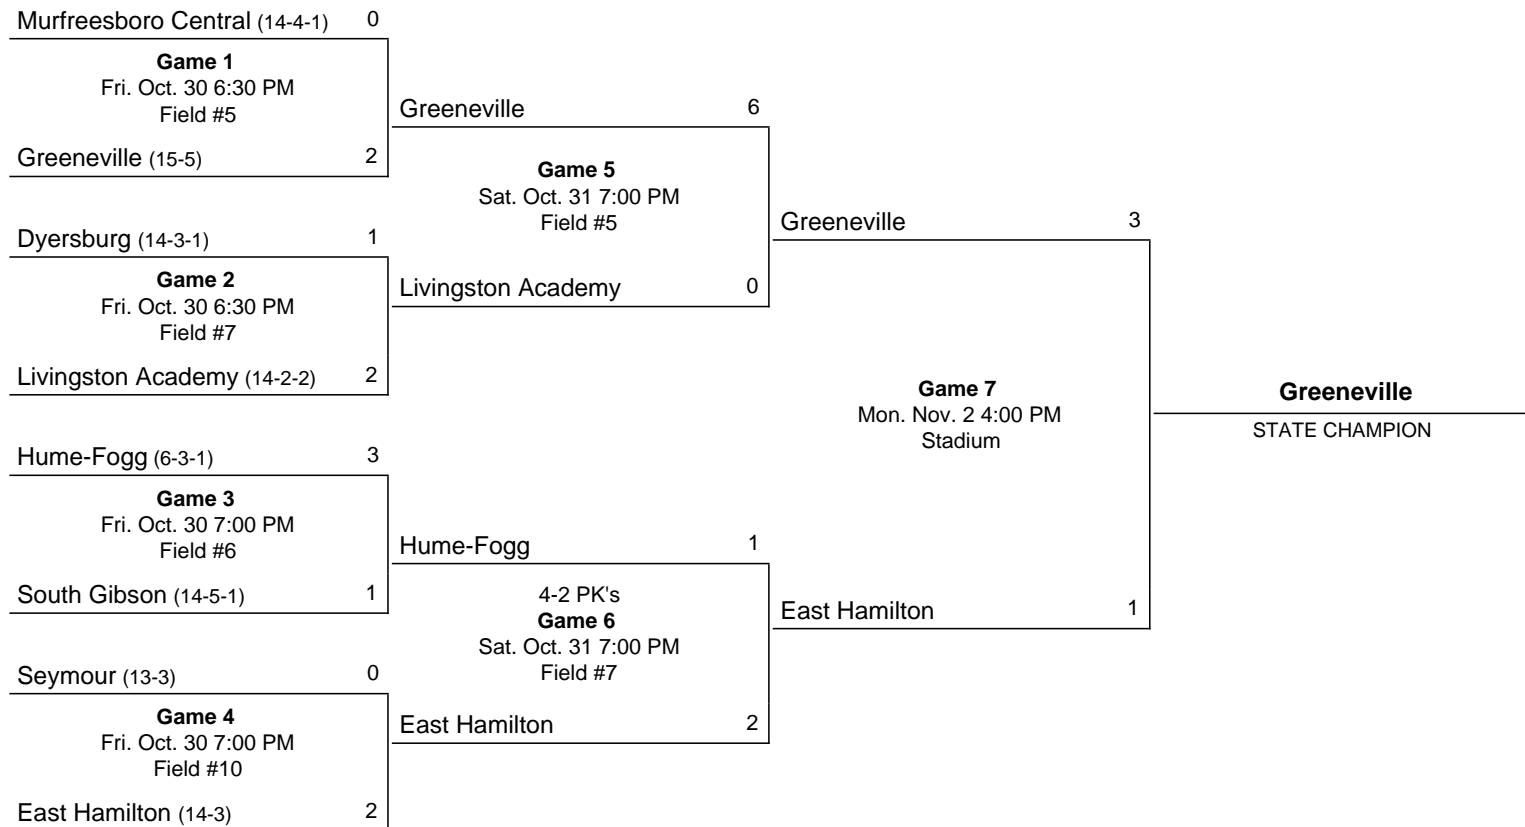 Murfreesboro Central (14-4-1) 0
Game 1
Fri. Oct. 30 6:30 PM
Field #5
Greeneville (15-5) 2
Dyersburg (14-3-1) 1
Game 2
Fri. Oct. 30 6:30 PM
Field #7
Livingston Academy (14-2-2) 2
Hume-Fogg (6-3-1) 3
Game 3
Fri. Oct. 30 7:00 PM
Field #6
South Gibson (14-5-1) 1
Seymour (13-3) 0
Game 4
Fri. Oct. 30 7:00 PM
Field #10
East Hamilton (14-3) 2
Greeneville 6
Game 5
Sat. Oct. 31 7:00 PM
Field #5
Livingston Academy 0
Hume-Fogg 1
4-2 PK's
Game 6
Sat. Oct. 31 7:00 PM
Field #7
East Hamilton 2
Greeneville 3
Game 7
Mon. Nov. 2 4:00 PM
Stadium
East Hamilton 1
Greeneville
STATE CHAMPION